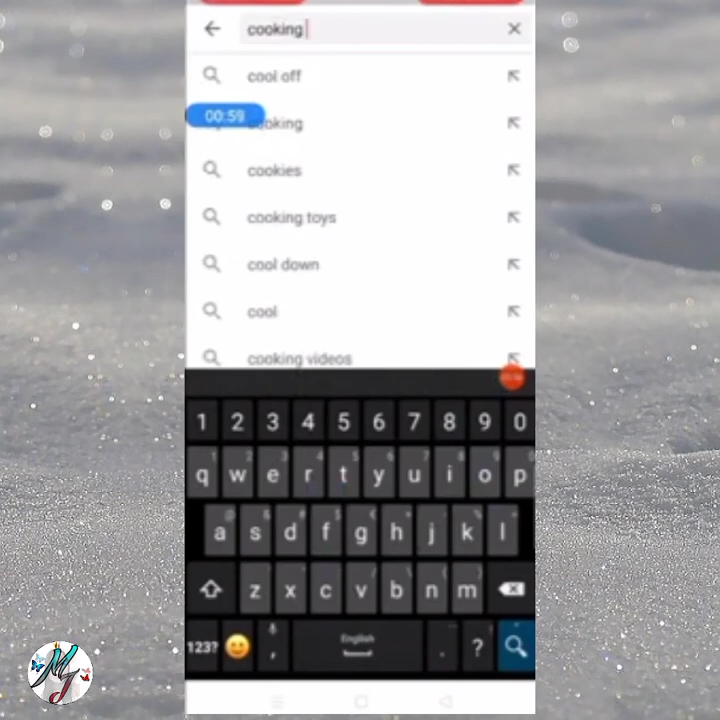 cooking
cool off
00:59
cooking
cookies
cooking toys
cool down
cool
cooking videos
1 2 3 4 5 6 7 8 9 0
q w e r t y u i o p
a s d f g h j k l
z x c v b n m
123? , English . ?
MJ